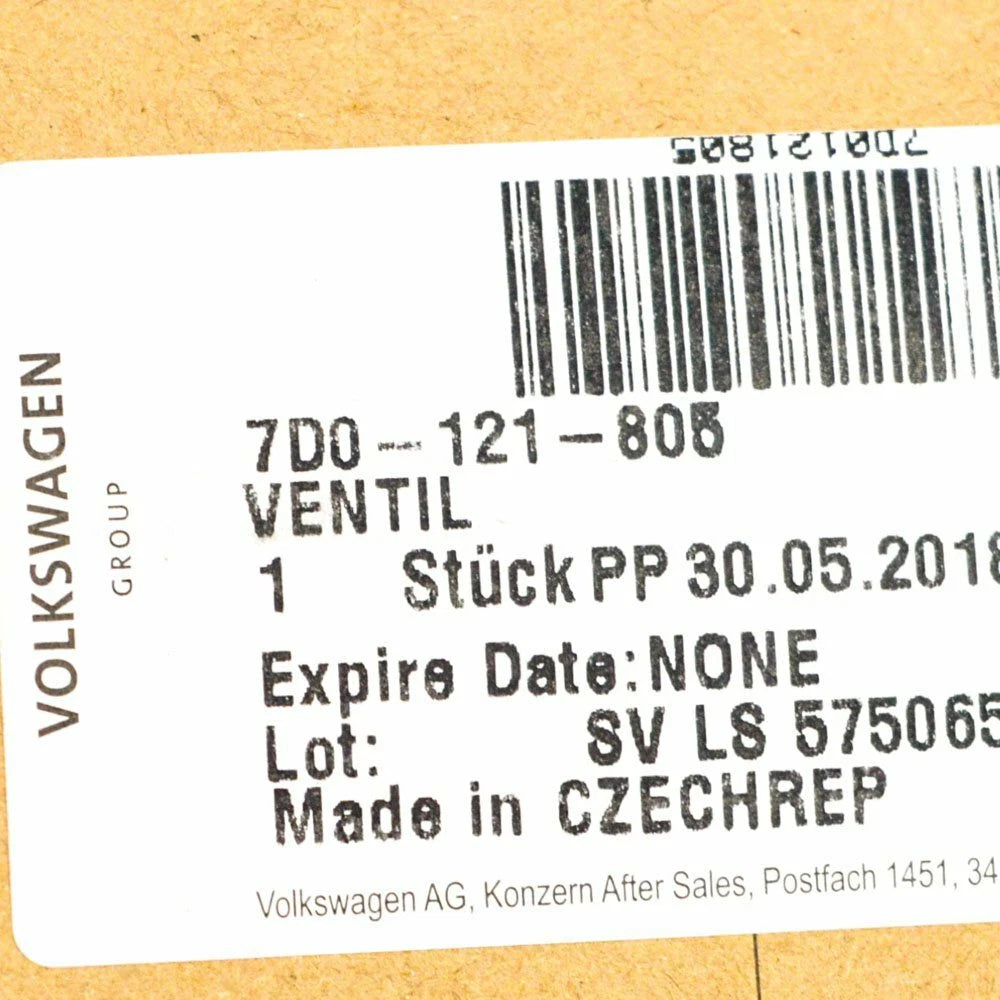 7D0121805
7D0-121-805
VENTIL
1 Stück PP 30.05.2018
Expire Date:NONE
Lot: SV LS 575065
Made in CZECHREP
Volkswagen AG, Konzern After Sales, Postfach 1451, 34
VOLKSWAGEN
GROUP